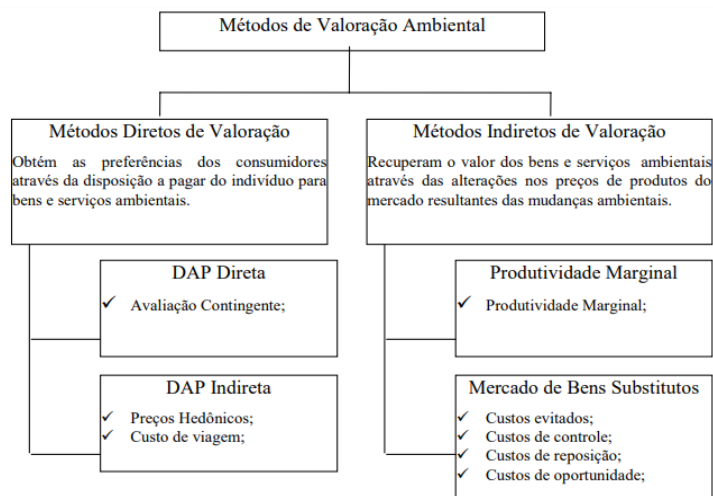 Métodos de Valoração Ambiental
Métodos Diretos de Valoração
Obtém as preferências dos consumidores
através da disposição a pagar do indivíduo para
bens e serviços ambientais.
DAP Direta
✓ Avaliação Contingente;
DAP Indireta
✓ Preços Hedônicos;
✓ Custo de viagem;
Métodos Indiretos de Valoração
Recuperam o valor dos bens e serviços ambientais
através das alterações nos preços de produtos do
mercado resultantes das mudanças ambientais.
Produtividade Marginal
✓ Produtividade Marginal;
Mercado de Bens Substitutos
✓ Custos evitados;
✓ Custos de controle;
✓ Custos de reposição;
✓ Custos de oportunidade;